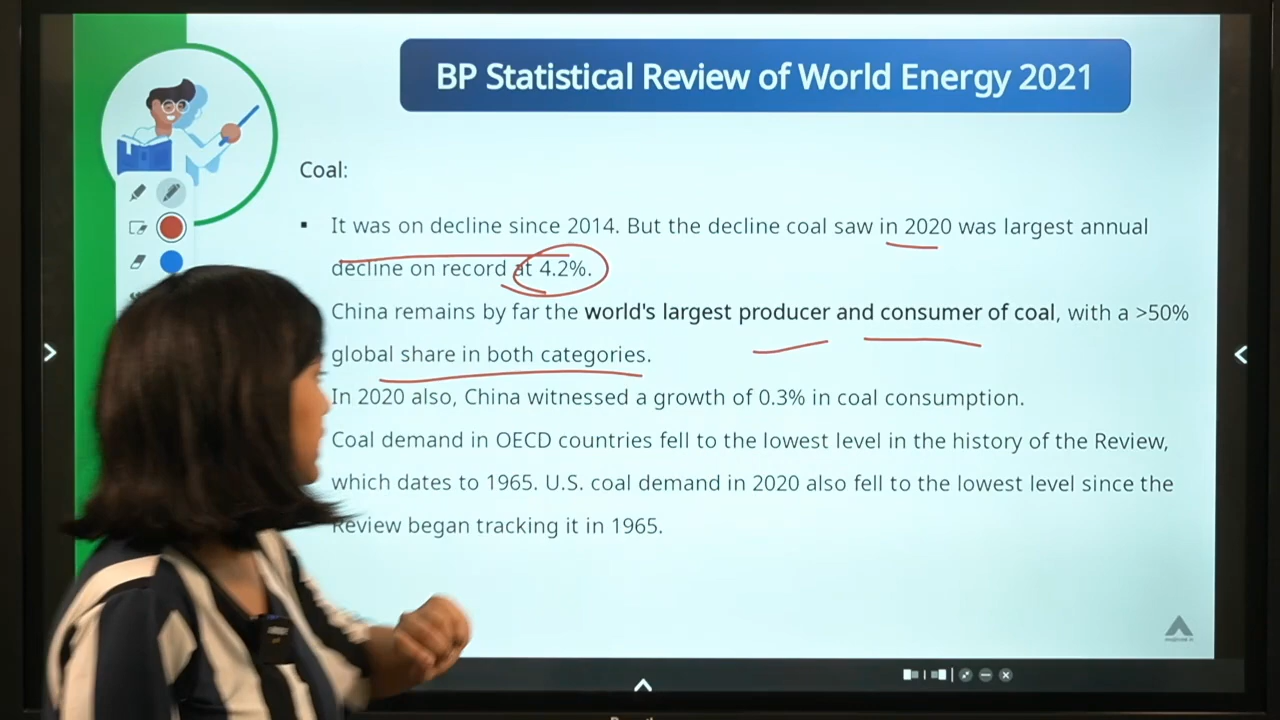 BP Statistical Review of World Energy 2021
Coal:
▪ It was on decline since 2014. But the decline coal saw in 2020 was largest annual
decline on record at 4.2%.
China remains by far the world's largest producer and consumer of coal, with a >50%
global share in both categories.
In 2020 also, China witnessed a growth of 0.3% in coal consumption.
Coal demand in OECD countries fell to the lowest level in the history of the Review,
which dates to 1965. U.S. coal demand in 2020 also fell to the lowest level since the
Review began tracking it in 1965.